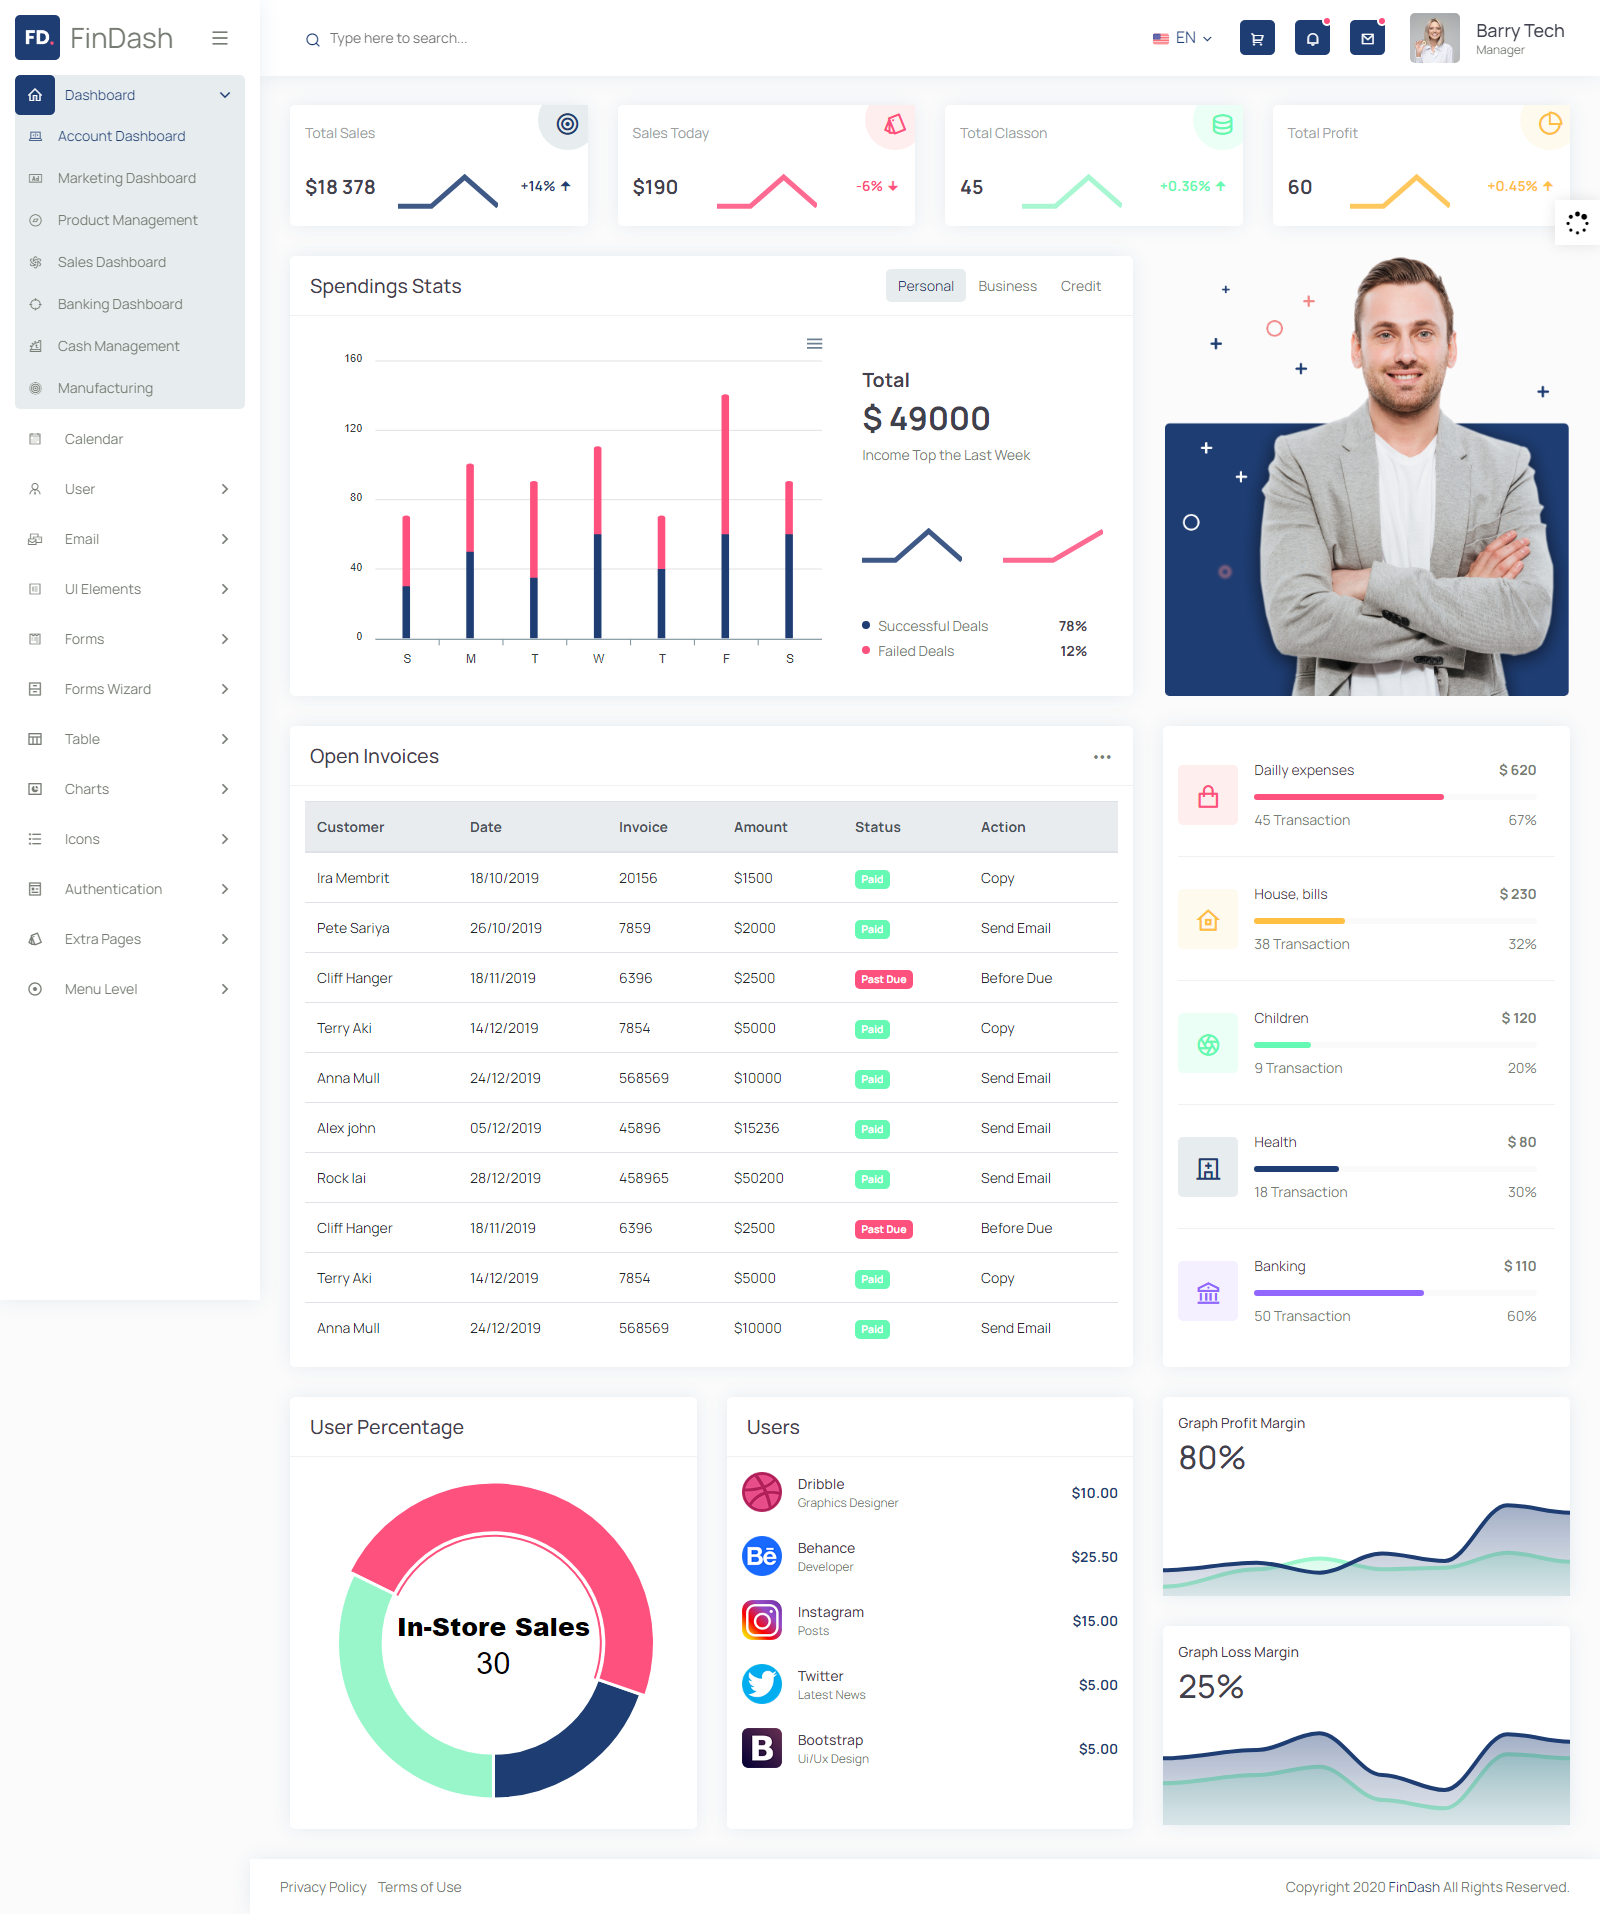 FD. FinDash
Type here to search...
EN
Barry Tech
Manager
Dashboard
Account Dashboard
Marketing Dashboard
Product Management
Sales Dashboard
Banking Dashboard
Cash Management
Manufacturing
Calendar
User
Email
UI Elements
Forms
Forms Wizard
Table
Charts
Icons
Authentication
Extra Pages
Menu Level
Total Sales
$18 378
+14%
Sales Today
$190
-6%
Total Classon
45
+0.36%
Total Profit
60
+0.45%
Spendings Stats
Personal Business Credit
160
120
80
40
0
S M T W T F S
Total
$ 49000
Income Top the Last Week
Successful Deals 78%
Failed Deals 12%
Open Invoices
Customer Date Invoice Amount Status Action
Ira Membrit 18/10/2019 20156 $1500 Paid Copy
Pete Sariya 26/10/2019 7859 $2000 Paid Send Email
Cliff Hanger 18/11/2019 6396 $2500 Past Due Before Due
Terry Aki 14/12/2019 7854 $5000 Paid Copy
Anna Mull 24/12/2019 568569 $10000 Paid Send Email
Alex john 05/12/2019 45896 $15236 Paid Send Email
Rock lai 28/12/2019 458965 $50200 Paid Send Email
Cliff Hanger 18/11/2019 6396 $2500 Past Due Before Due
Terry Aki 14/12/2019 7854 $5000 Paid Copy
Anna Mull 24/12/2019 568569 $10000 Paid Send Email
Dailly expenses $ 620
45 Transaction 67%
House, bills $ 230
38 Transaction 32%
Children $ 120
9 Transaction 20%
Health $ 80
18 Transaction 30%
Banking $ 110
50 Transaction 60%
User Percentage
In-Store Sales
30
Users
Dribble
Graphics Designer
$10.00
Bē
Behance
Developer
$25.50
Instagram
Posts
$15.00
Twitter
Latest News
$5.00
B
Bootstrap
Ui/Ux Design
$5.00
Graph Profit Margin
80%
Graph Loss Margin
25%
Privacy Policy Terms of Use
Copyright 2020 FinDash All Rights Reserved.